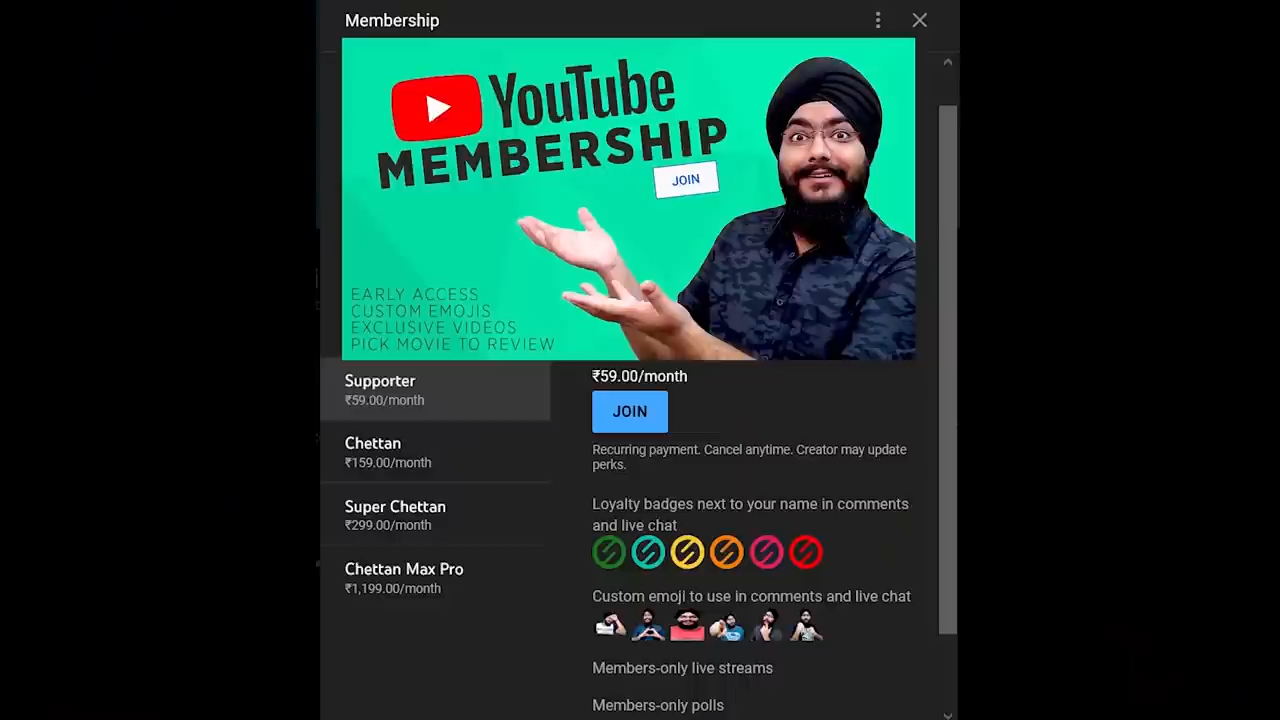 Membership
YouTube
MEMBERSHIP
JOIN
EARLY ACCESS
CUSTOM EMOJIS
EXCLUSIVE VIDEOS
PICK MOVIE TO REVIEW
Supporter
₹59.00/month
Chettan
₹159.00/month
Super Chettan
₹299.00/month
Chettan Max Pro
₹1,199.00/month
₹59.00/month
JOIN
Recurring payment. Cancel anytime. Creator may update
perks.
Loyalty badges next to your name in comments
and live chat
Custom emoji to use in comments and live chat
Members-only live streams
Members-only polls